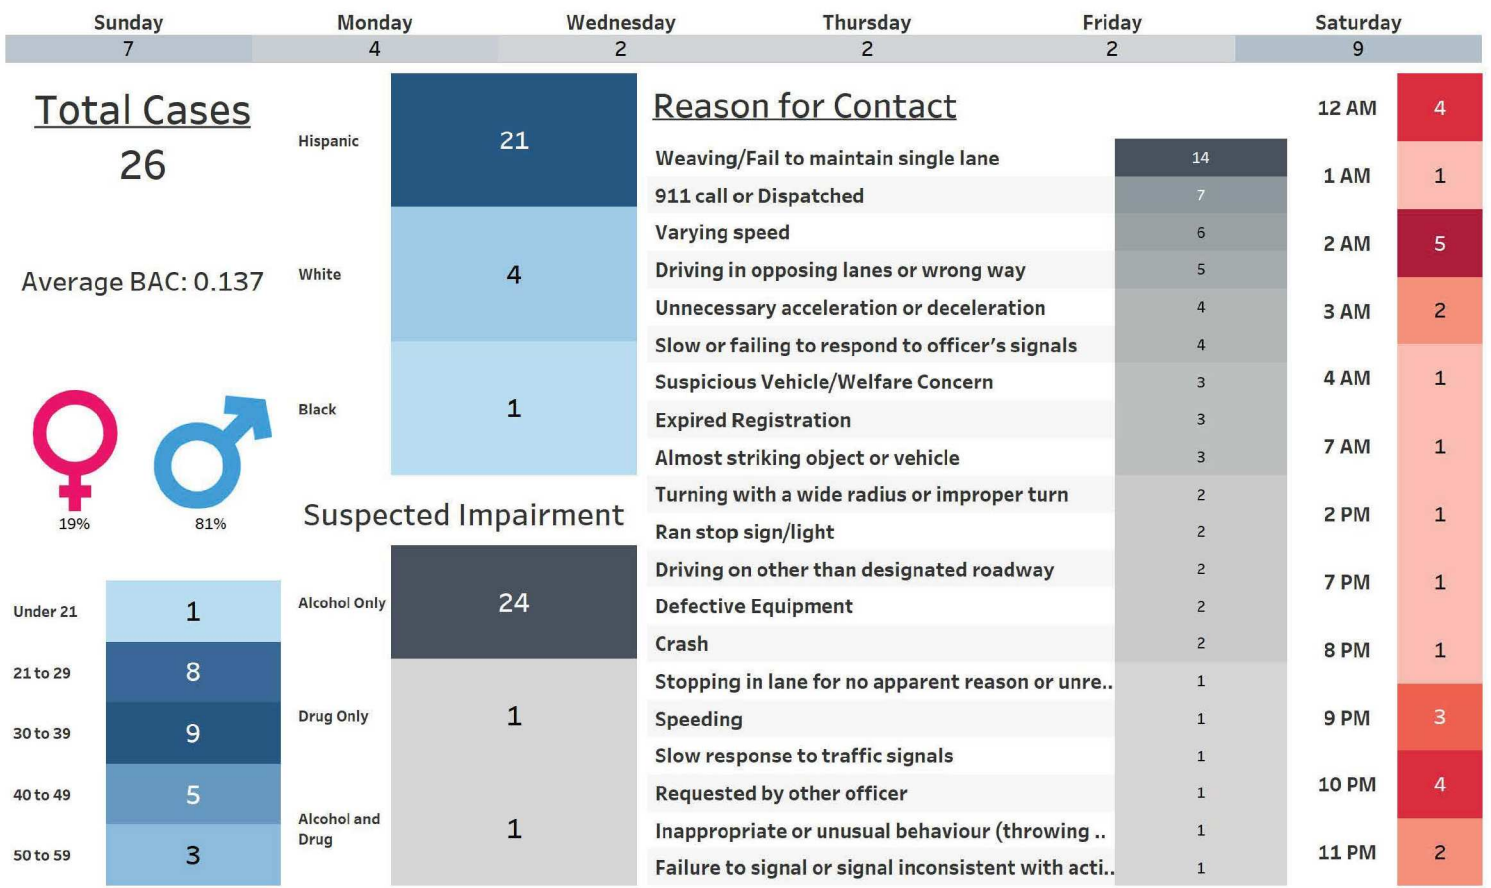 Sunday Monday Wednesday Thursday Friday Saturday
7 4 2 2 2 9
Total Cases
26
Average BAC: 0.137
19% 81%
Under 21 1
21 to 29 8
30 to 39 9
40 to 49 5
50 to 59 3
Hispanic 21
White 4
Black 1
Suspected Impairment
Alcohol Only 24
Drug Only 1
Alcohol and
Drug 1
Reason for Contact
Weaving/Fail to maintain single lane 14
911 call or Dispatched 7
Varying speed 6
Driving in opposing lanes or wrong way 5
Unnecessary acceleration or deceleration 4
Slow or failing to respond to officer's signals 4
Suspicious Vehicle/Welfare Concern 3
Expired Registration 3
Almost striking object or vehicle 3
Turning with a wide radius or improper turn 2
Ran stop sign/light 2
Driving on other than designated roadway 2
Defective Equipment 2
Crash 2
Stopping in lane for no apparent reason or unre.. 1
Speeding 1
Slow response to traffic signals 1
Requested by other officer 1
Inappropriate or unusual behaviour (throwing .. 1
Failure to signal or signal inconsistent with acti.. 1
12 AM 4
1 AM 1
2 AM 5
3 AM 2
4 AM 1
7 AM 1
2 PM 1
7 PM 1
8 PM 1
9 PM 3
10 PM 4
11 PM 2